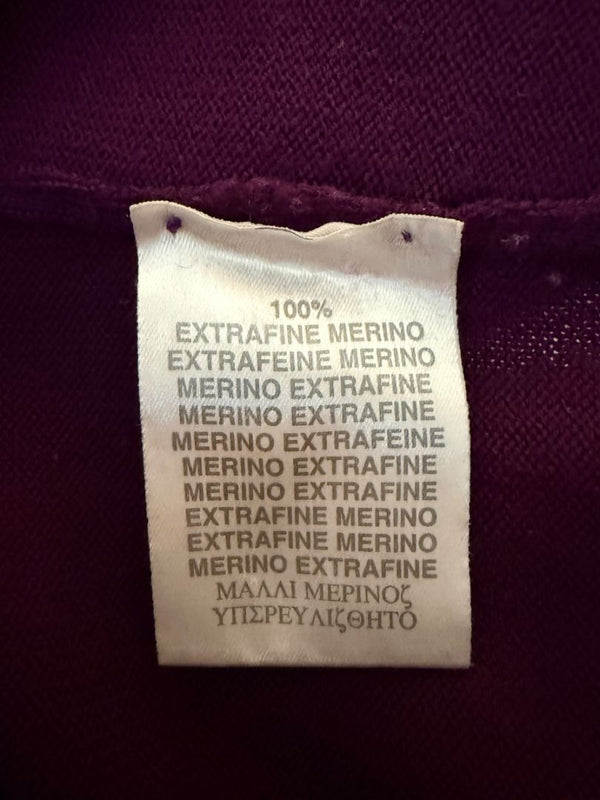 100%
EXTRAFINE MERINO
EXTRAFEINE MERINO
MERINO EXTRAFINE
MERINO EXTRAFINE
MERINO EXTRAFEINE
MERINO EXTRAFINE
MERINO EXTRAFINE
EXTRAFINE MERINO
EXTRAFINE MERINO
MERINO EXTRAFINE
ΜΑΛΛΙ ΜΕΡΙΝΟζ
ΥΠΣΡΕΥΛΙζΘΗΤΟ